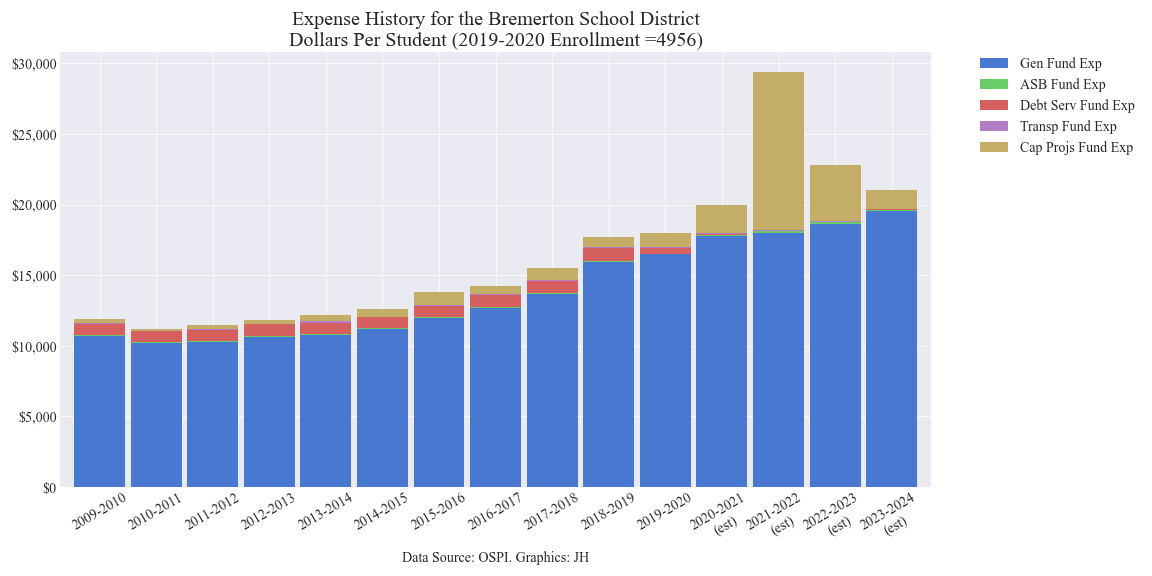 Expense History for the Bremerton School District
Dollars Per Student (2019-2020 Enrollment =4956)
$30,000
$25,000
$20,000
$15,000
$10,000
$5,000
$0
2009-2010
2010-2011
2011-2012
2012-2013
2013-2014
2014-2015
2015-2016
2016-2017
2017-2018
2018-2019
2019-2020
2020-2021
(est)
2021-2022
(est)
2022-2023
(est)
2023-2024
(est)
Data Source: OSPI. Graphics: JH
Gen Fund Exp
ASB Fund Exp
Debt Serv Fund Exp
Transp Fund Exp
Cap Projs Fund Exp